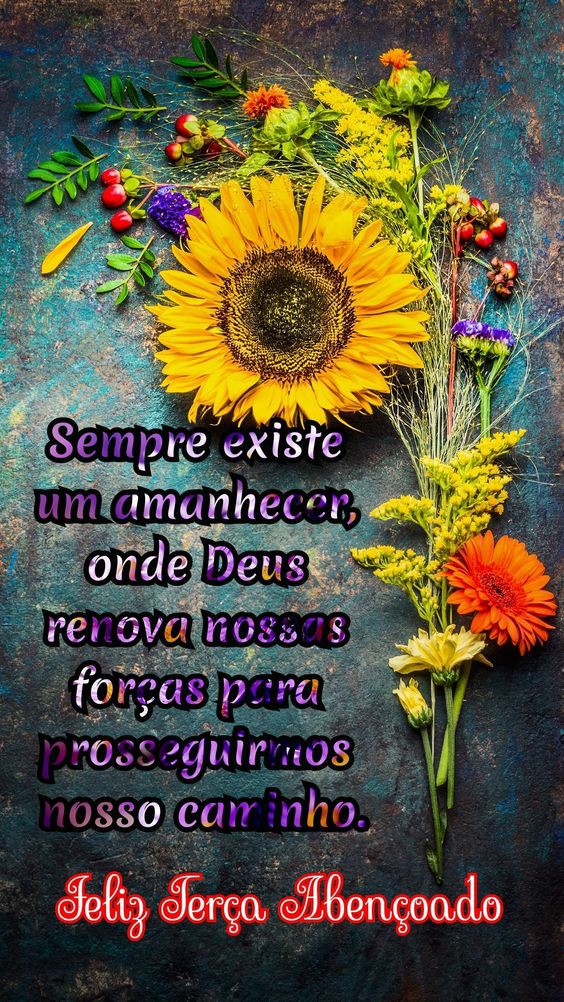 Sempre existe
um amanhecer,
onde Deus
renova nossas
forças para
prosseguirmos
nosso caminho.
Feliz Terça Abençoado